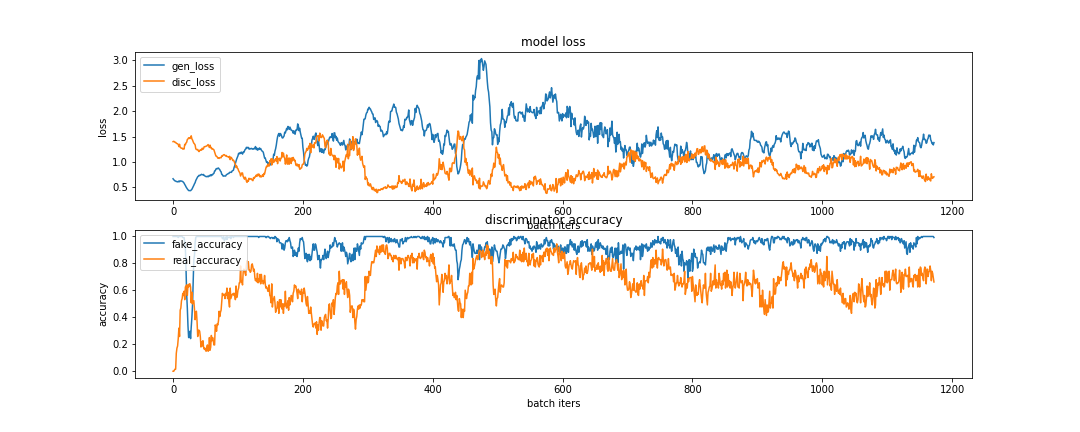 model loss
gen_loss
disc_loss
loss
3.0
2.5
2.0
1.5
1.0
0.5
0 200 400 600 800 1000 1200
batch iters
discriminator accuracy
fake_accuracy
real_accuracy
accuracy
1.0
0.8
0.6
0.4
0.2
0.0
0 200 400 600 800 1000 1200
batch iters